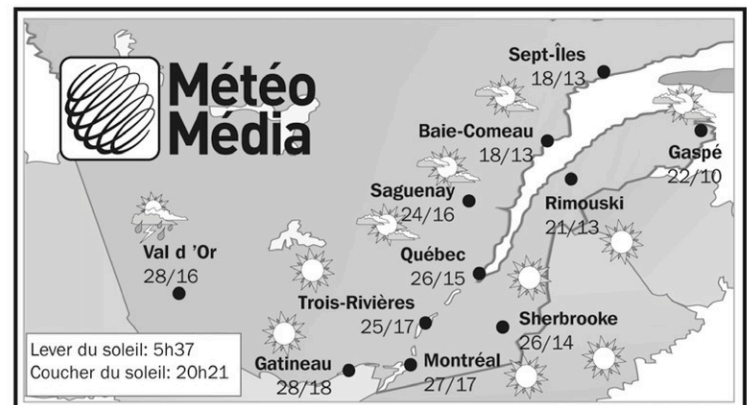 Météo
Média
Sept-Îles
18/13
Baie-Comeau
18/13
Gaspé
22/10
Saguenay
24/16
Rimouski
21/13
Val d 'Or
28/16
Québec
26/15
Trois-Rivières
25/17
Sherbrooke
26/14
Lever du soleil: 5h37
Coucher du soleil: 20h21
Gatineau
28/18
Montréal
27/17